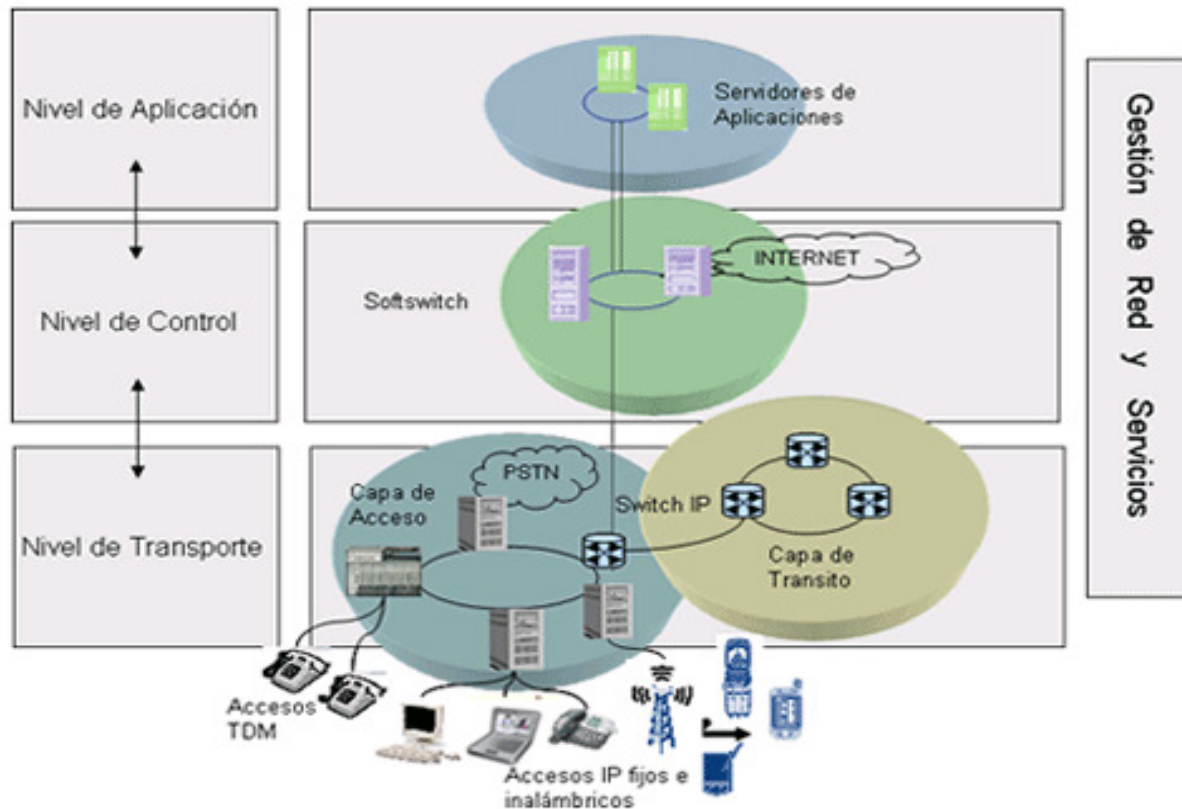 Nivel de Aplicación
Servidores de
Aplicaciones
Nivel de Control
Softswitch
INTERNET
Nivel de Transporte
Capa de
Acceso
PSTN
Switch IP
Capa de
Transito
Accesos
TDM
Accesos IP fijos e
inalámbricos
Gestión de Red y Servicios